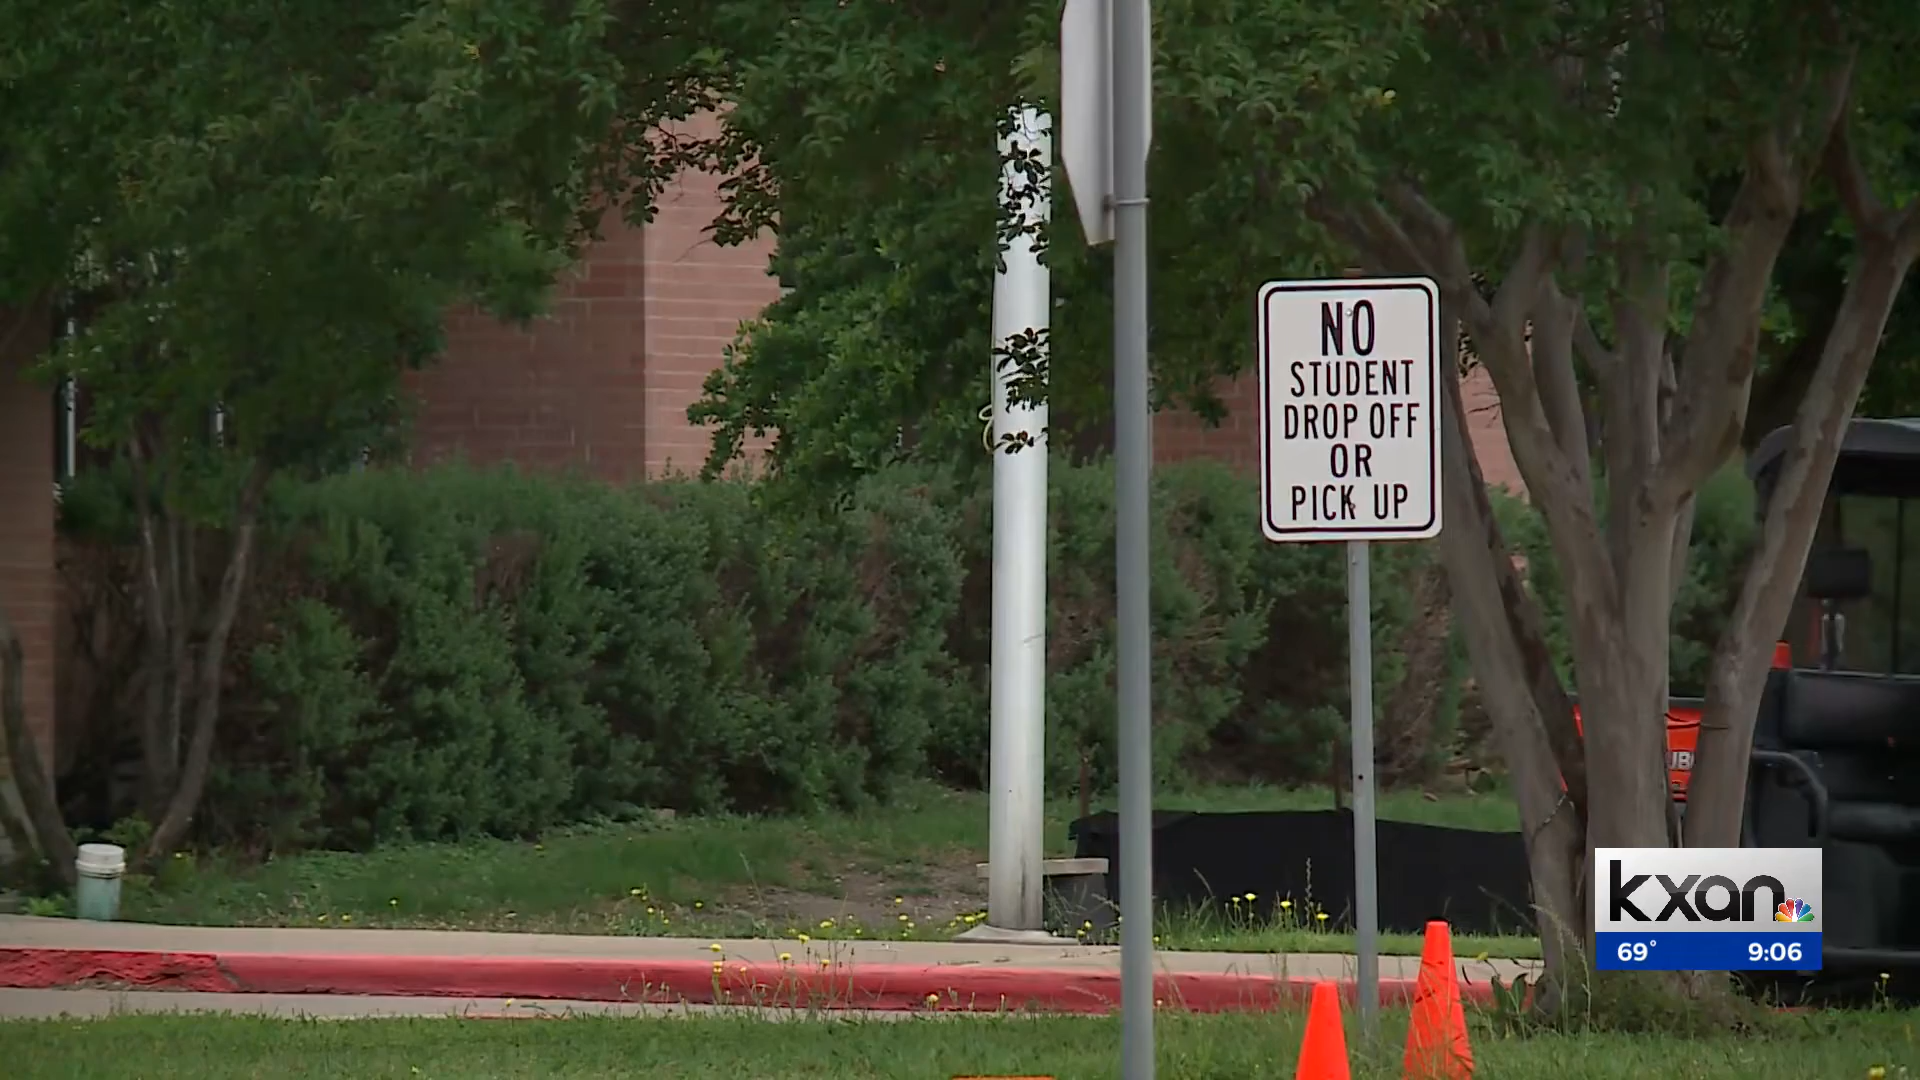 NO
STUDENT
DROP OFF
OR
PICK UP
kxan
69° 9:06